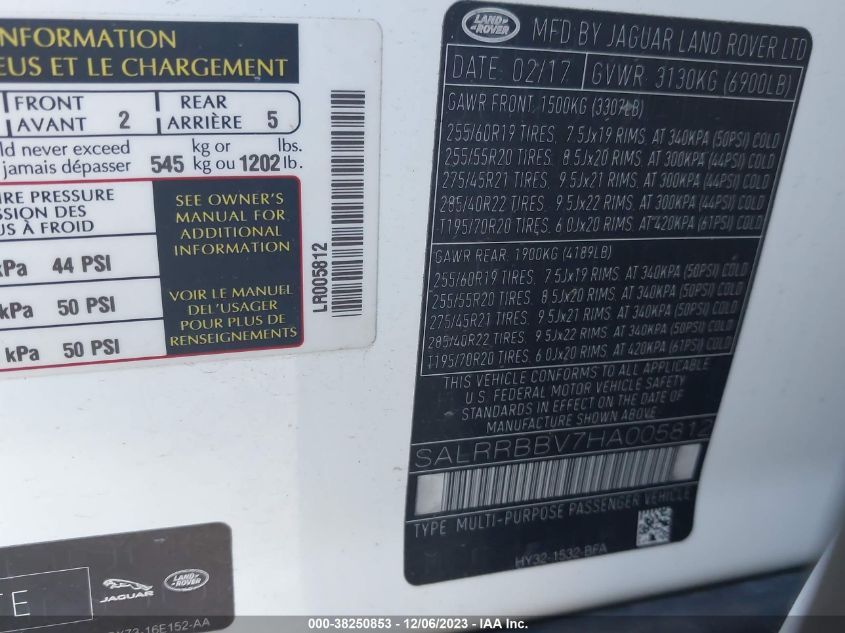 INFORMATION
EUS ET LE CHARGEMENT
FRONT
AVANT 2
REAR
ARRIÈRE 5
ld never exceed
jamais dépasser 545 kg or
kg ou 1202 lbs.
lb.
IRE PRESSURE
SSION DES
US À FROID
kPa 44 PSI
kPa 50 PSI
kPa 50 PSI
SEE OWNER'S
MANUAL FOR
ADDITIONAL
INFORMATION
VOIR LE MANUEL
DEL'USAGER
POUR PLUS DE
RENSEIGNEMENTS
LR005812
LAND ROVER
MFD BY JAGUAR LAND ROVER LTD
DATE: 02/17 GVWR 3130KG (6900LB)
GAWR FRONT 1500KG (3307LB)
255/60R19 TIRES, 7.5Jx19 RIMS, AT 340KPA (50PSI) COLD
255/55R20 TIRES, 8.5Jx20 RIMS, AT 300KPA (44PSI) COLD
275/45R21 TIRES, 9.5Jx21 RIMS, AT 300KPA (44PSI) COLD
285/40R22 TIRES, 9.5Jx22 RIMS, AT 300KPA (44PSI) COLD
T195/70R20 TIRES, 6.0Jx20 RIMS, AT 420KPA (61PSI) COLD
GAWR REAR 1900KG (4189LB)
255/60R19 TIRES, 7.5Jx19 RIMS, AT 340KPA (50PSI) COLD
255/55R20 TIRES, 8.5Jx20 RIMS, AT 340KPA (50PSI) COLD
275/45R21 TIRES, 9.5Jx21 RIMS, AT 340KPA (50PSI) COLD
285/40R22 TIRES, 9.5Jx22 RIMS, AT 340KPA (50PSI) COLD
T195/70R20 TIRES, 6.0Jx20 RIMS, AT 420KPA (61PSI) COLD
THIS VEHICLE CONFORMS TO ALL APPLICABLE
U.S. FEDERAL MOTOR VEHICLE SAFETY
STANDARDS IN EFFECT ON THE DATE OF
MANUFACTURE SHOWN ABOVE.
SALRRBBV7HA005812
TYPE MULTI-PURPOSE PASSENGER VEHICLE
HY32-1532-BFA
TE
JAGUAR
LAND ROVER
16E152-AA
000-38250853 - 12/06/2023 - IAA Inc.